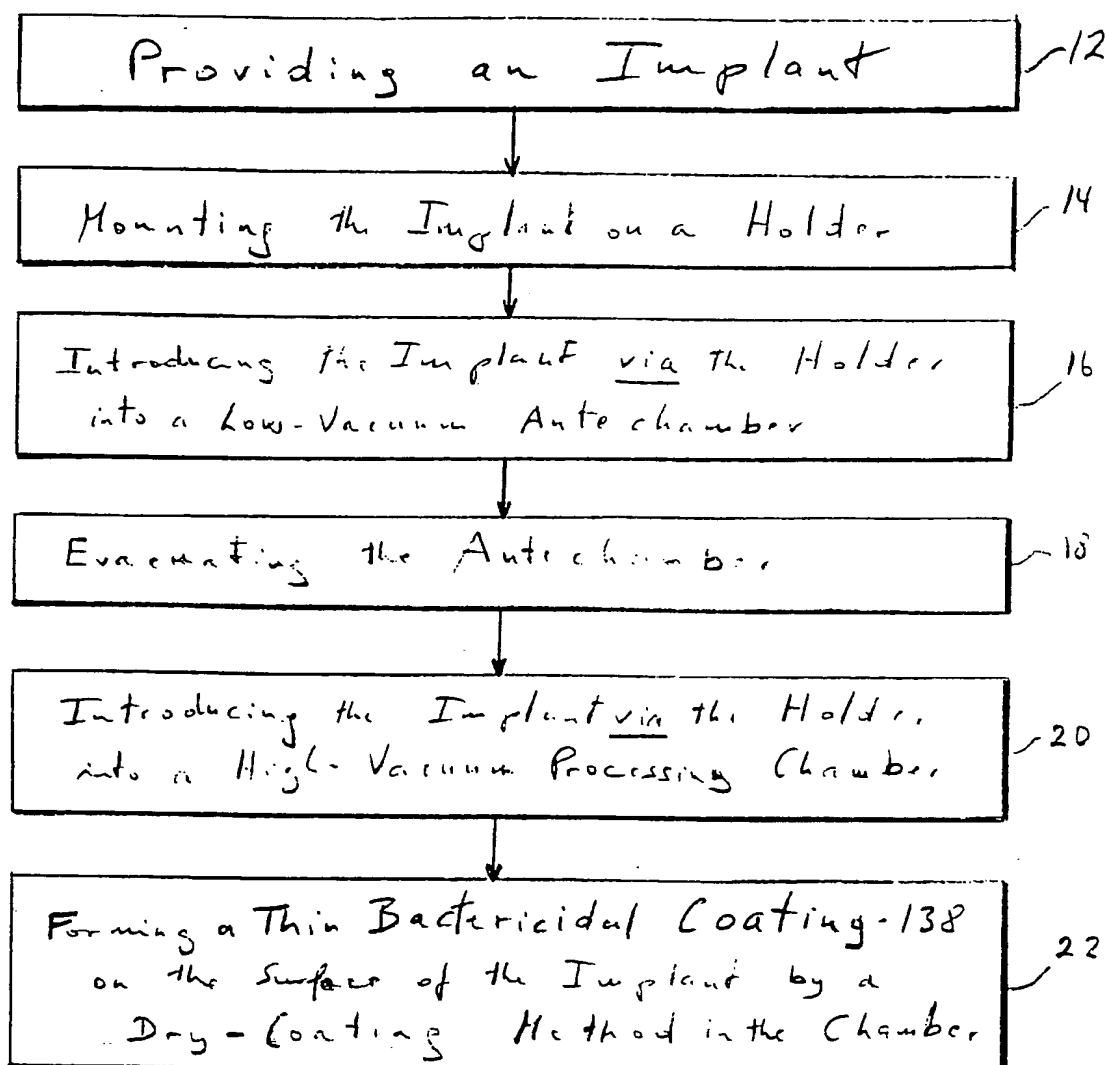 Providing an Implant
12
Mounting the Implant on a Holder
14
Introducing the Implant via the Holder
into a Low-Vacuum Antechamber
16
Evacuating the Antechamber
18
Introducing the Implant via the Holder
into a High-Vacuum Processing Chamber
20
Forming a Thin Bactericidal Coating-138
on the Surface of the Implant by a
Dry-Coating Method in the Chamber
22